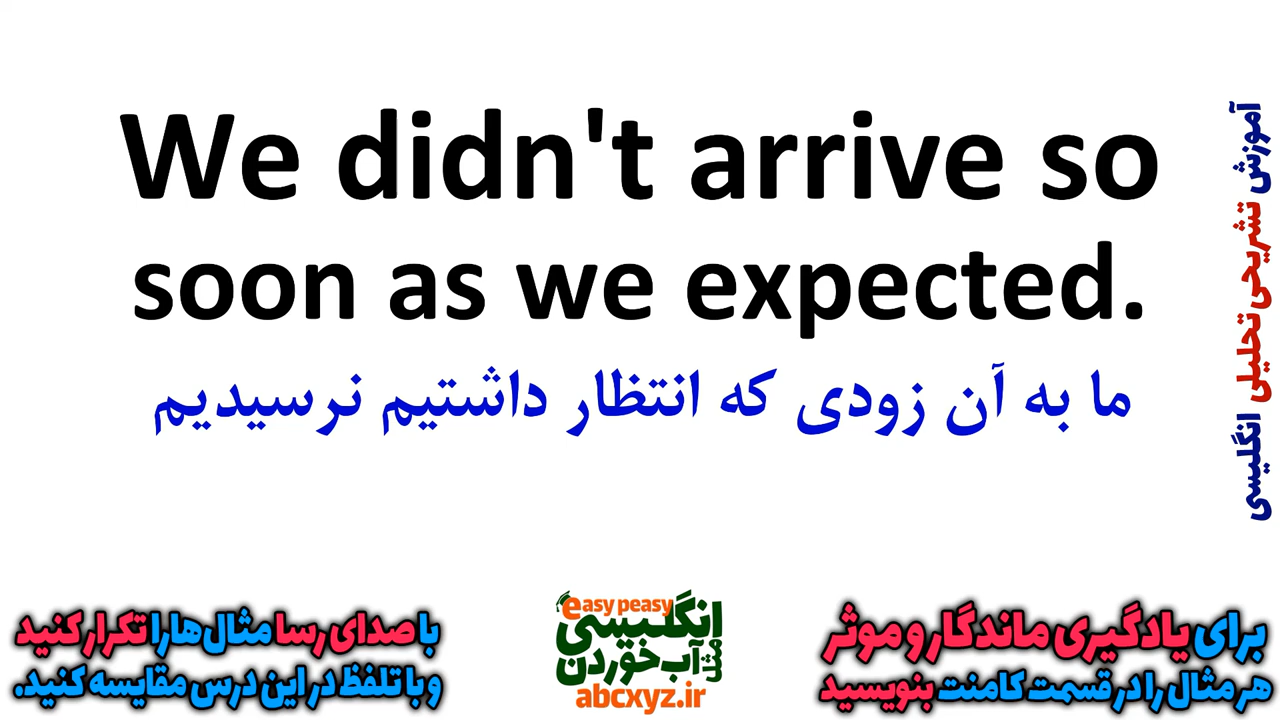 We didn't arrive so
soon as we expected.
ما به آن زودی که انتظار داشتیم نرسیدیم
آموزش تشریحی تحلیلی انگلیسی
برای یادگیری ماندگار و موثر
هر مثال را در قسمت کامنت بنویسید
easy peasy
انگلیسی
مثل آب خوردن
abcxyz.ir
با صدای رسا مثال‌ها را تکرار کنید
و با تلفظ در این درس مقایسه کنید.